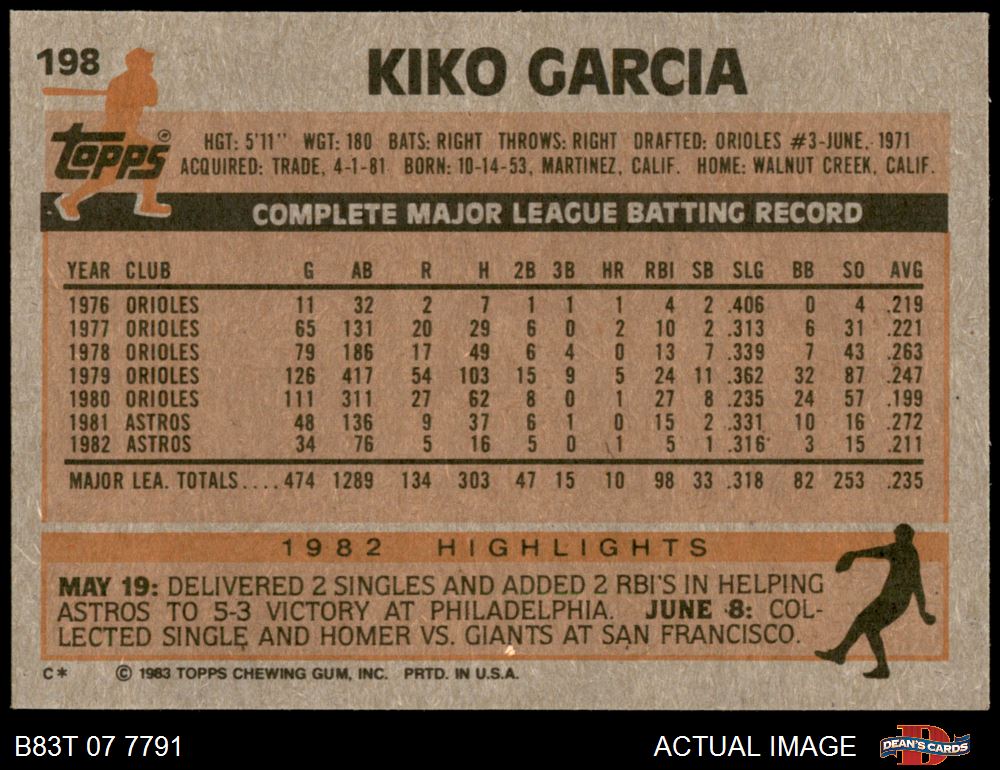 198
KIKO GARCIA
Topps
HGT: 5'11" WGT: 180 BATS: RIGHT THROWS: RIGHT DRAFTED: ORIOLES #3-JUNE, 1971
ACQUIRED: TRADE, 4-1-81 BORN: 10-14-53, MARTINEZ, CALIF. HOME: WALNUT CREEK, CALIF.
COMPLETE MAJOR LEAGUE BATTING RECORD
YEAR CLUB G AB R H 2B 3B HR RBI SB SLG BB SO AVG
1976 ORIOLES 11 32 2 7 1 1 1 4 2 .406 0 4 .219
1977 ORIOLES 65 131 20 29 6 0 2 10 2 .313 6 31 .221
1978 ORIOLES 79 186 17 49 6 4 0 13 7 .339 7 43 .263
1979 ORIOLES 126 417 54 103 15 9 5 24 11 .362 32 87 .247
1980 ORIOLES 111 311 27 62 8 0 1 27 8 .235 24 57 .199
1981 ASTROS 48 136 9 37 6 1 0 15 2 .331 10 16 .272
1982 ASTROS 34 76 5 16 5 0 1 5 1 .316 3 15 .211
MAJOR LEA. TOTALS.... 474 1289 134 303 47 15 10 98 33 .318 82 253 .235
1982 HIGHLIGHTS
MAY 19: DELIVERED 2 SINGLES AND ADDED 2 RBI'S IN HELPING
ASTROS TO 5-3 VICTORY AT PHILADELPHIA. JUNE 8: COL-
LECTED SINGLE AND HOMER VS. GIANTS AT SAN FRANCISCO.
C* © 1983 TOPPS CHEWING GUM, INC. PRTD. IN U.S.A.
B83T 07 7791
ACTUAL IMAGE
DEAN'S CARDS